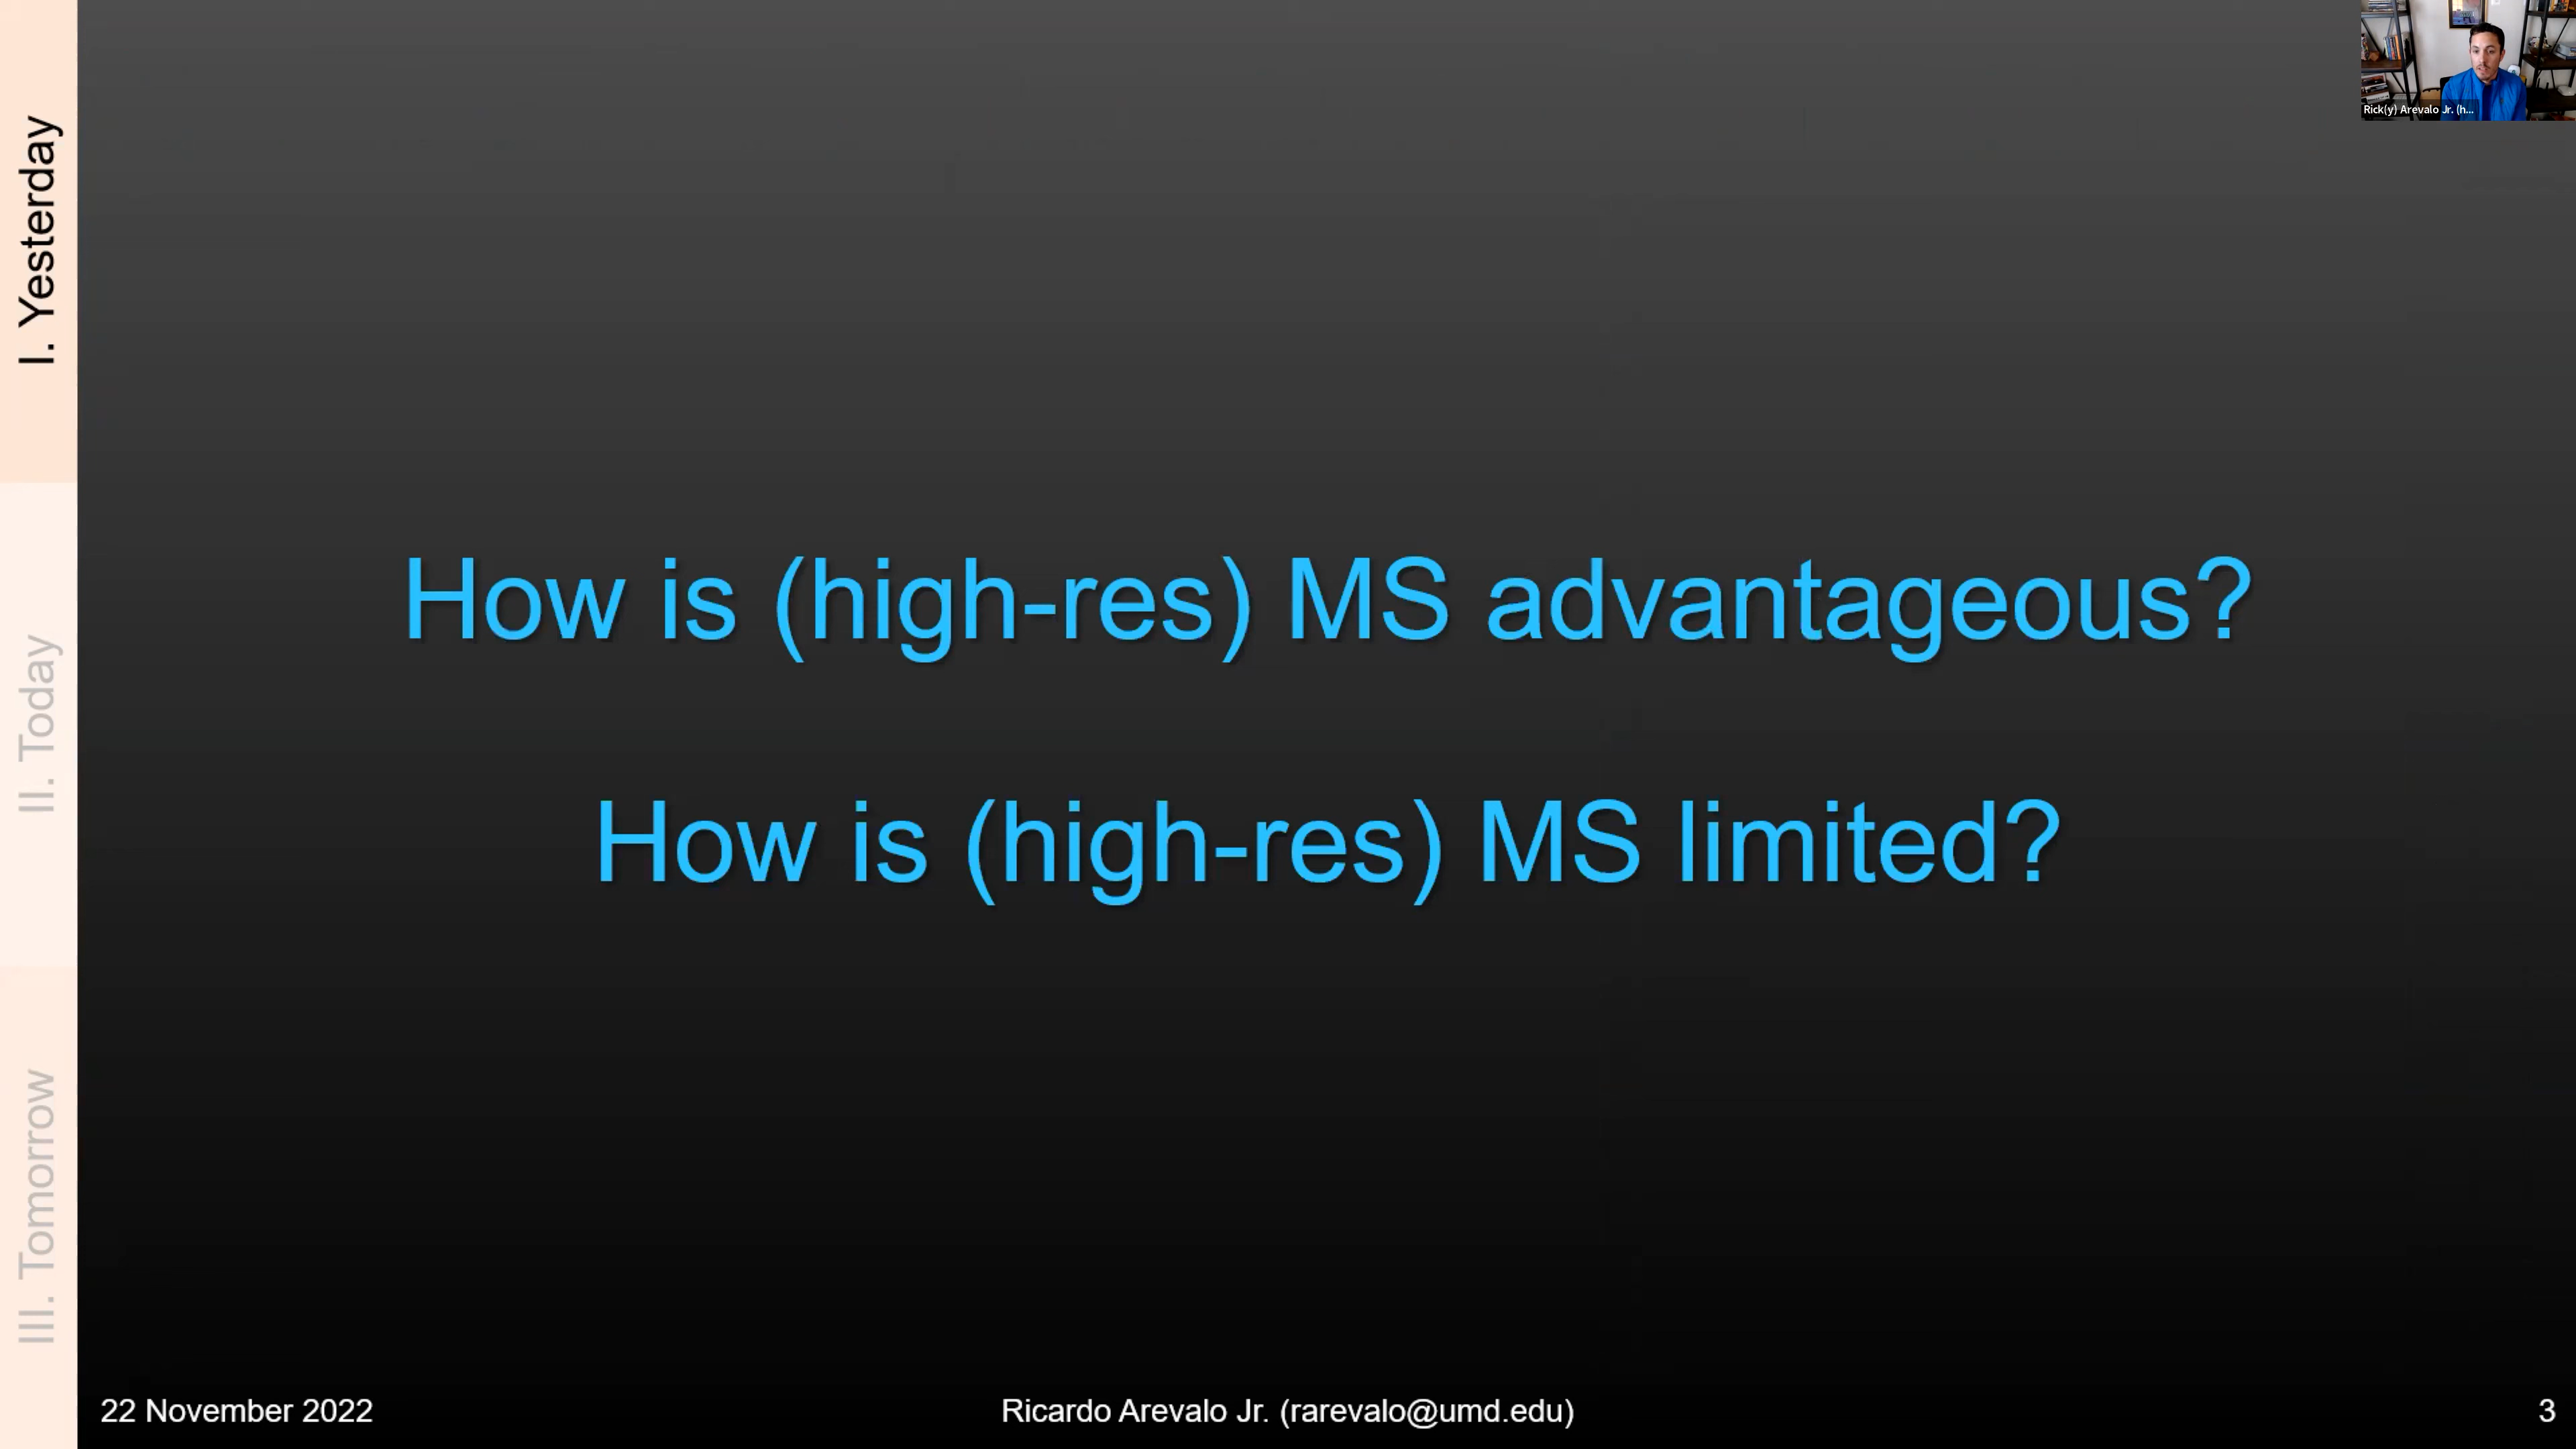 I. Yesterday
II. Today
III. Tomorrow
Rick(y) Arevalo Jr. (h...
How is (high-res) MS advantageous?
How is (high-res) MS limited?
22 November 2022
Ricardo Arevalo Jr. (rarevalo@umd.edu)
3